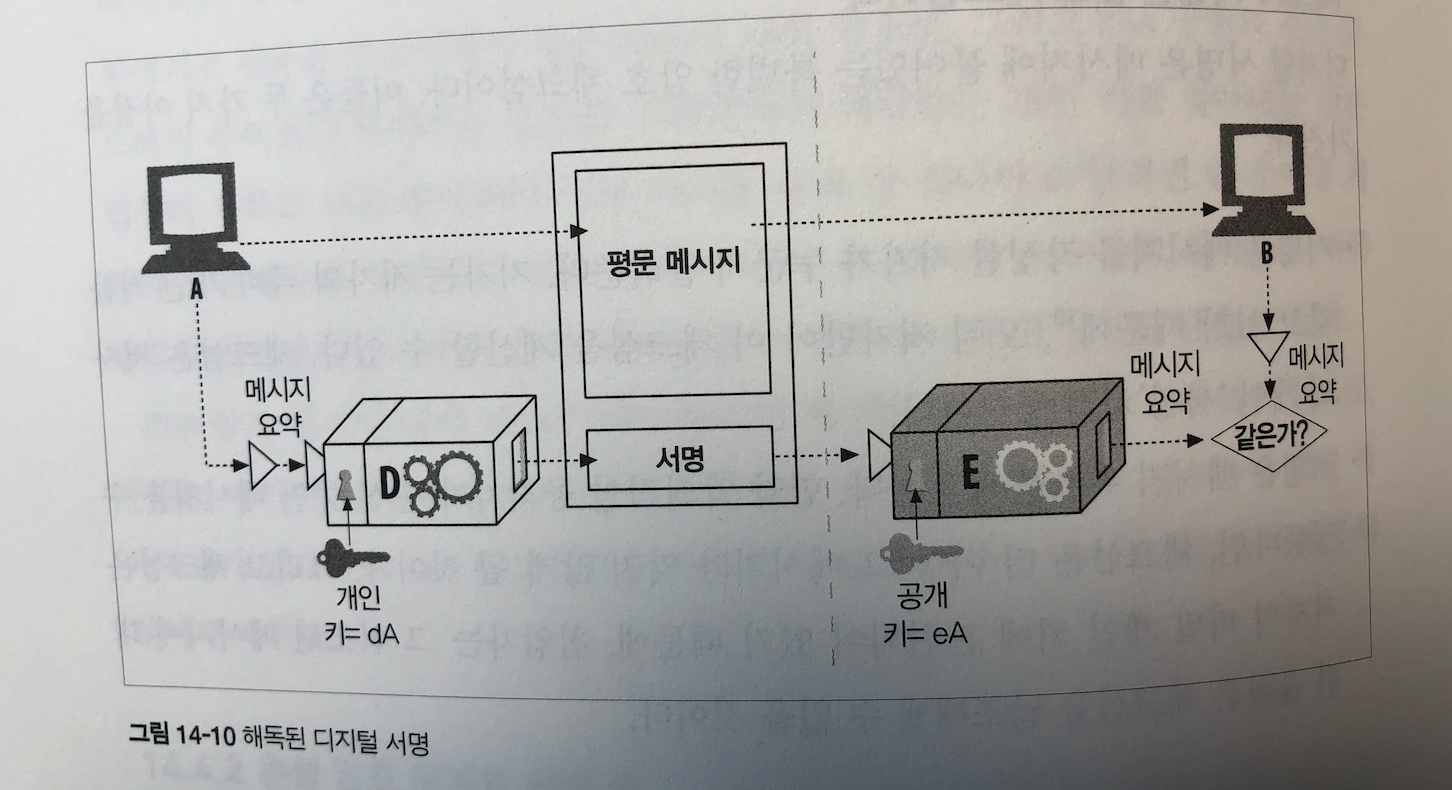 A
B
평문 메시지
메시지
요약
메시지
요약
메시지
요약
D
서명
E
같은가?
개인
키= dA
공개
키= eA
그림 14-10 해독된 디지털 서명